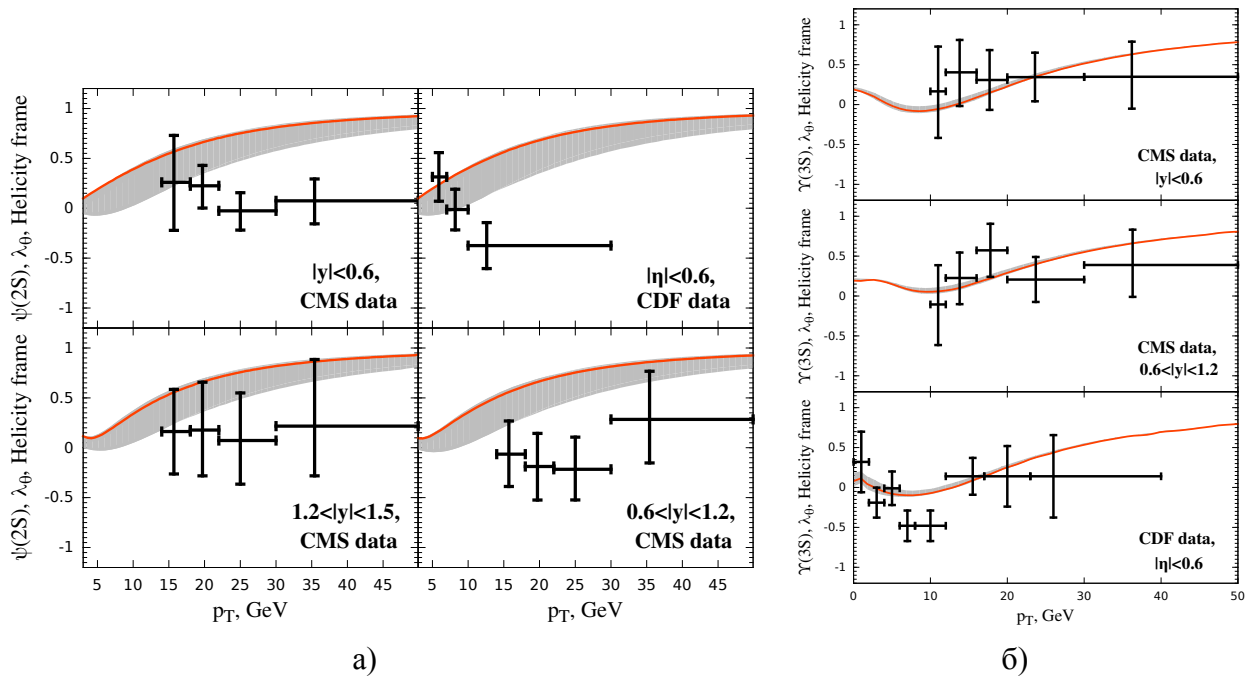 ψ(2S), λθ, Helicity frame
1
0.5
0
-0.5
-1
|y|<0.6,
CMS data
|η|<0.6,
CDF data
ψ(2S), λθ, Helicity frame
1
0.5
0
-0.5
-1
1.2<|y|<1.5,
CMS data
0.6<|y|<1.2,
CMS data
5 10 15 20 25 30 35 40 45
5 10 15 20 25 30 35 40 45
pT, GeV
pT, GeV
a)
ϒ(3S), λθ, Helicity frame
1
0.5
0
-0.5
-1
CMS data,
|y|<0.6
ϒ(3S), λθ, Helicity frame
1
0.5
0
-0.5
-1
CMS data,
0.6<|y|<1.2
ϒ(3S), λθ, Helicity frame
1
0.5
0
-0.5
-1
CDF data,
|η|<0.6
0 10 20 30 40 50
pT, GeV
б)